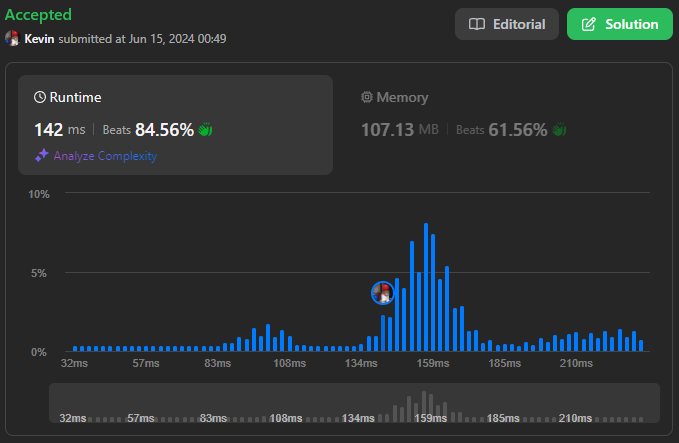 Accepted
Editorial
Solution
Kevin submitted at Jun 15, 2024 00:49
Runtime
Memory
142 ms | Beats 84.56%
107.13 MB | Beats 61.56%
Analyze Complexity
10%
5%
0%
32ms 57ms 83ms 108ms 134ms 159ms 185ms 210ms
32ms 57ms 83ms 108ms 134ms 159ms 185ms 210ms